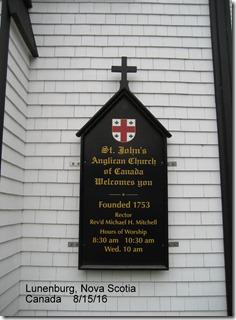 St. John's
Anglican Church
of Canada
Welcomes you
Founded 1753
Rector
Rev'd Michael H. Mitchell
Hours of Worship
8:30 am 10:30 am
Wed. 10 am
Lunenburg, Nova Scotia
Canada 8/15/16